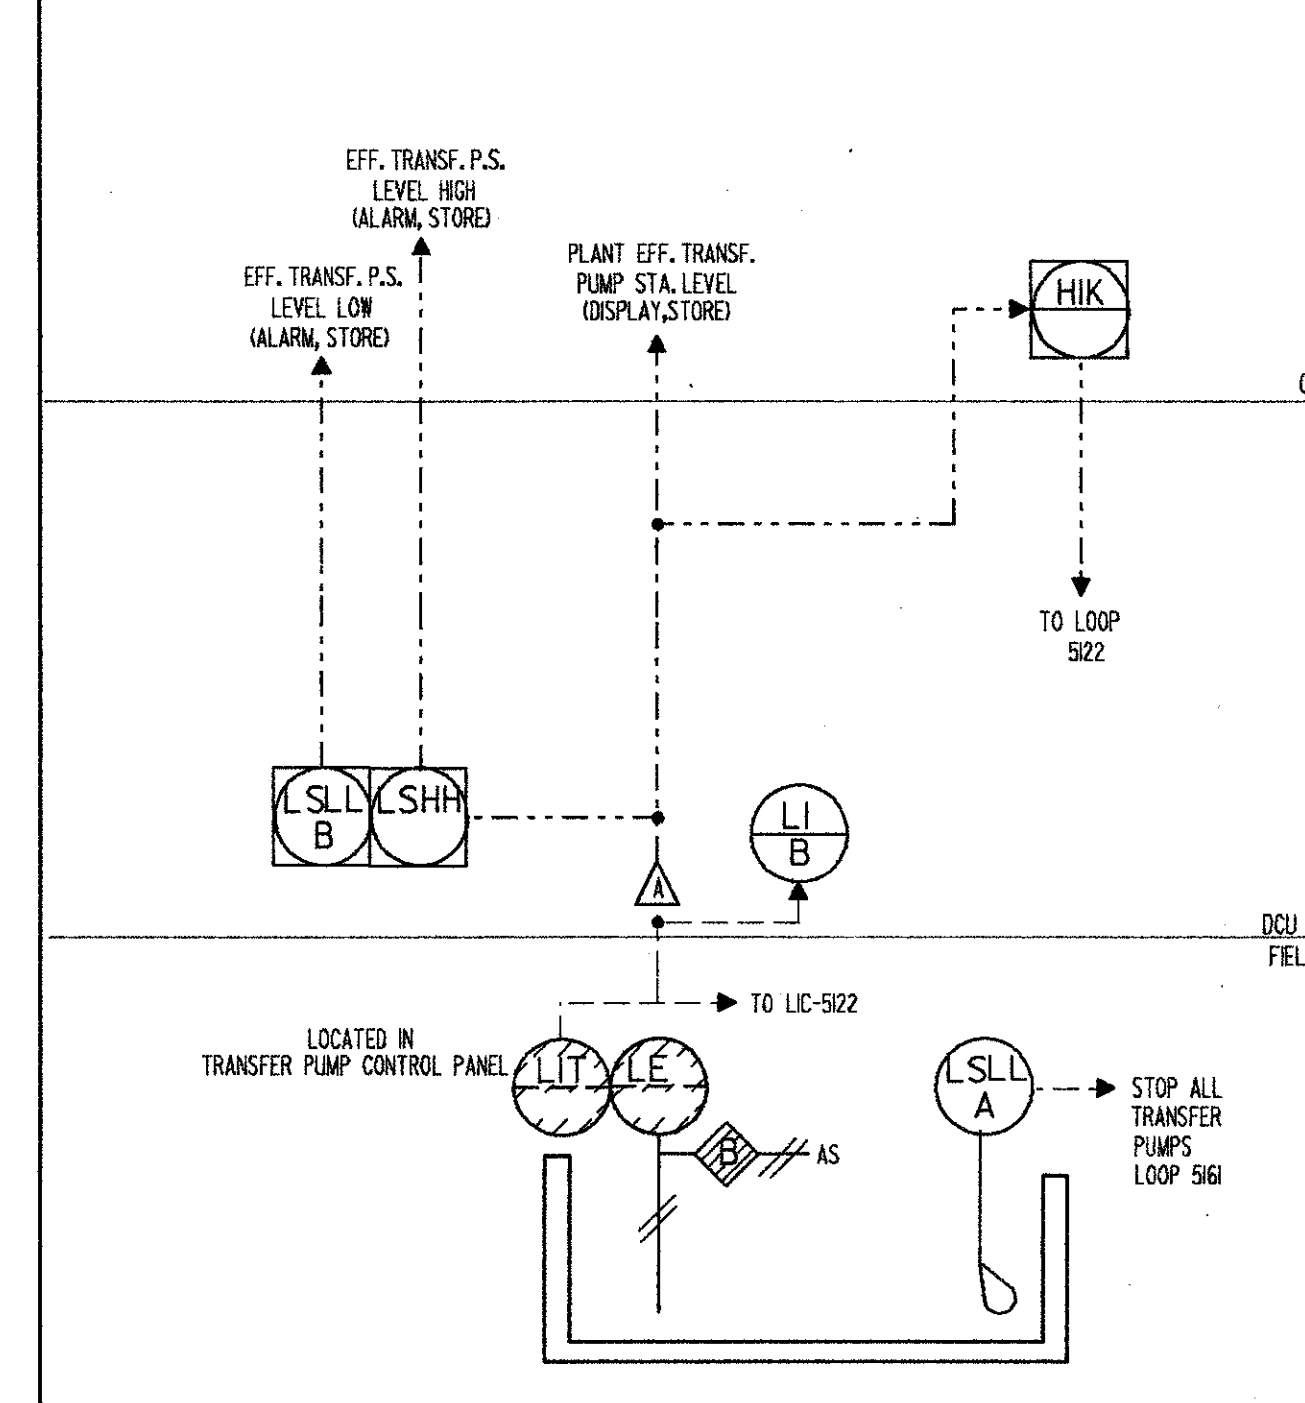 EFF. TRANSF. P.S.
LEVEL HIGH
(ALARM, STORE)
EFF. TRANSF. P.S.
LEVEL LOW
(ALARM, STORE)
PLANT EFF. TRANSF.
PUMP STA. LEVEL
(DISPLAY,STORE)
HIK
TO LOOP
5122
LSLL
B
LSHH
LI
B
A
DCU
FIEL
TO LIC-5122
LOCATED IN
TRANSFER PUMP CONTROL PANEL
LIT
LE
LSLL
A
STOP ALL
TRANSFER
PUMPS
LOOP 5161
B
AS